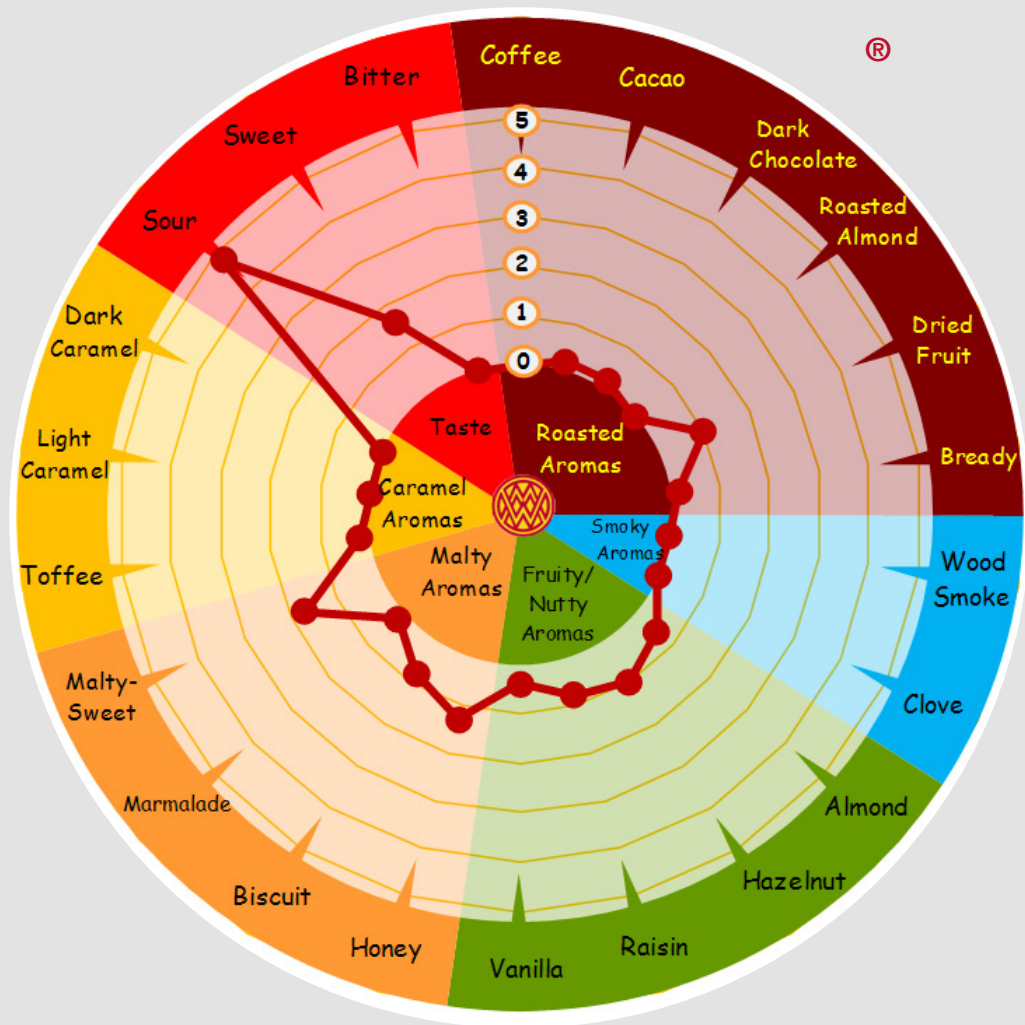 ®
Coffee
Cacao
Dark
Chocolate
Roasted
Almond
Dried
Fruit
Bready
Wood
Smoke
Clove
Almond
Hazelnut
Raisin
Vanilla
Honey
Biscuit
Marmalade
Malty-
Sweet
Toffee
Light
Caramel
Dark
Caramel
Sour
Sweet
Bitter
5
4
3
2
1
0
Taste
Roasted
Aromas
Caramel
Aromas
Smoky
Aromas
Malty
Aromas
Fruity/
Nutty
Aromas